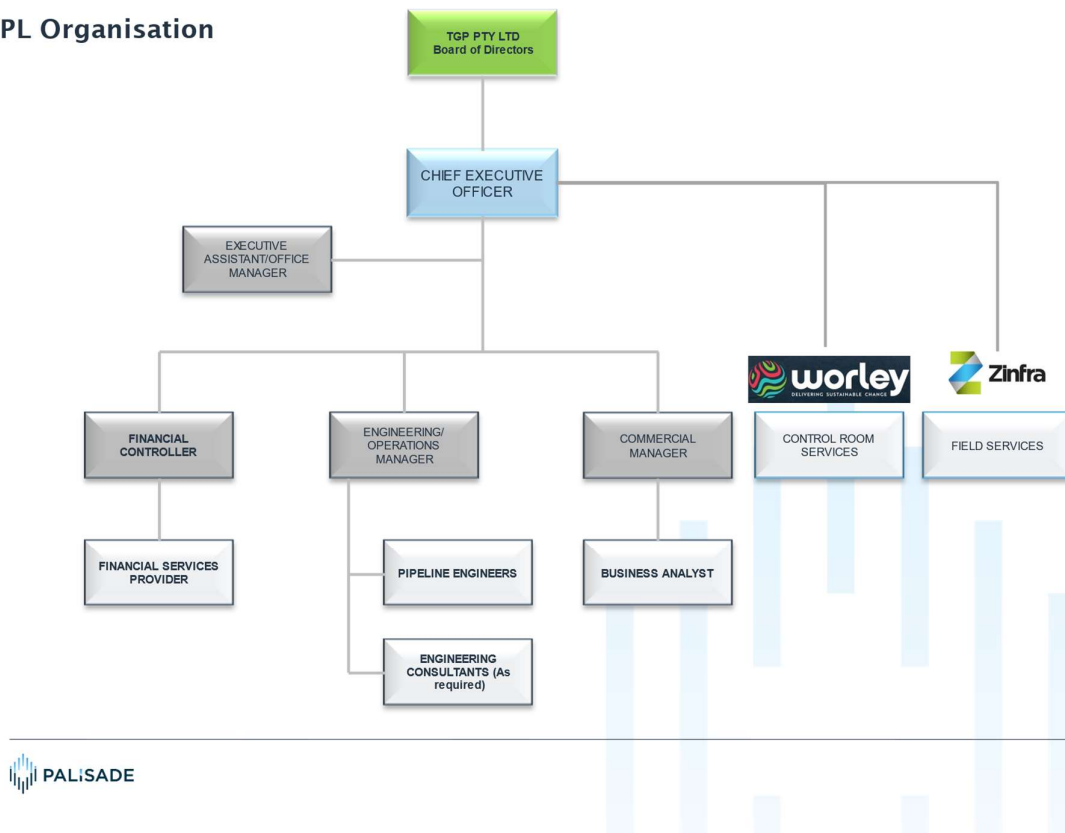 PL Organisation
TGP PTY LTD
Board of Directors
CHIEF EXECUTIVE
OFFICER
EXECUTIVE
ASSISTANT/OFFICE
MANAGER
worley
DELIVERING SUSTAINABLE CHANGE
Zinfra
FINANCIAL
CONTROLLER
ENGINEERING/
OPERATIONS
MANAGER
COMMERCIAL
MANAGER
CONTROL ROOM
SERVICES
FIELD SERVICES
FINANCIAL SERVICES
PROVIDER
PIPELINE ENGINEERS
BUSINESS ANALYST
ENGINEERING
CONSULTANTS (As
required)
PALISADE